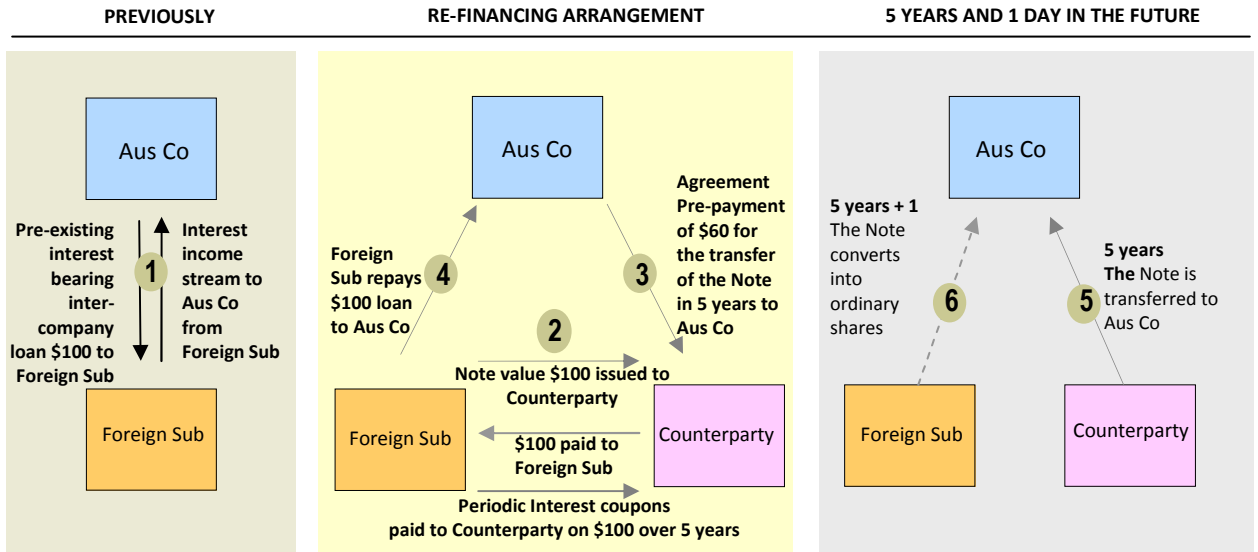 PREVIOUSLY
RE-FINANCING ARRANGEMENT
5 YEARS AND 1 DAY IN THE FUTURE
Aus Co
Pre-existing
interest
bearing
inter-
company
loan $100 to
Foreign Sub
1
Interest
income
stream to
Aus Co
from
Foreign Sub
Foreign Sub
Aus Co
Foreign
Sub repays
$100 loan
to Aus Co
4
3
Agreement
Pre-payment
of $60 for
the transfer
of the Note
in 5 years to
Aus Co
2
Note value $100 issued to
Counterparty
Foreign Sub
$100 paid to
Foreign Sub
Counterparty
Periodic Interest coupons
paid to Counterparty on $100 over 5 years
Aus Co
5 years + 1
The Note
converts
into
ordinary
shares
6
5
5 years
The Note is
transferred to
Aus Co
Foreign Sub
Counterparty